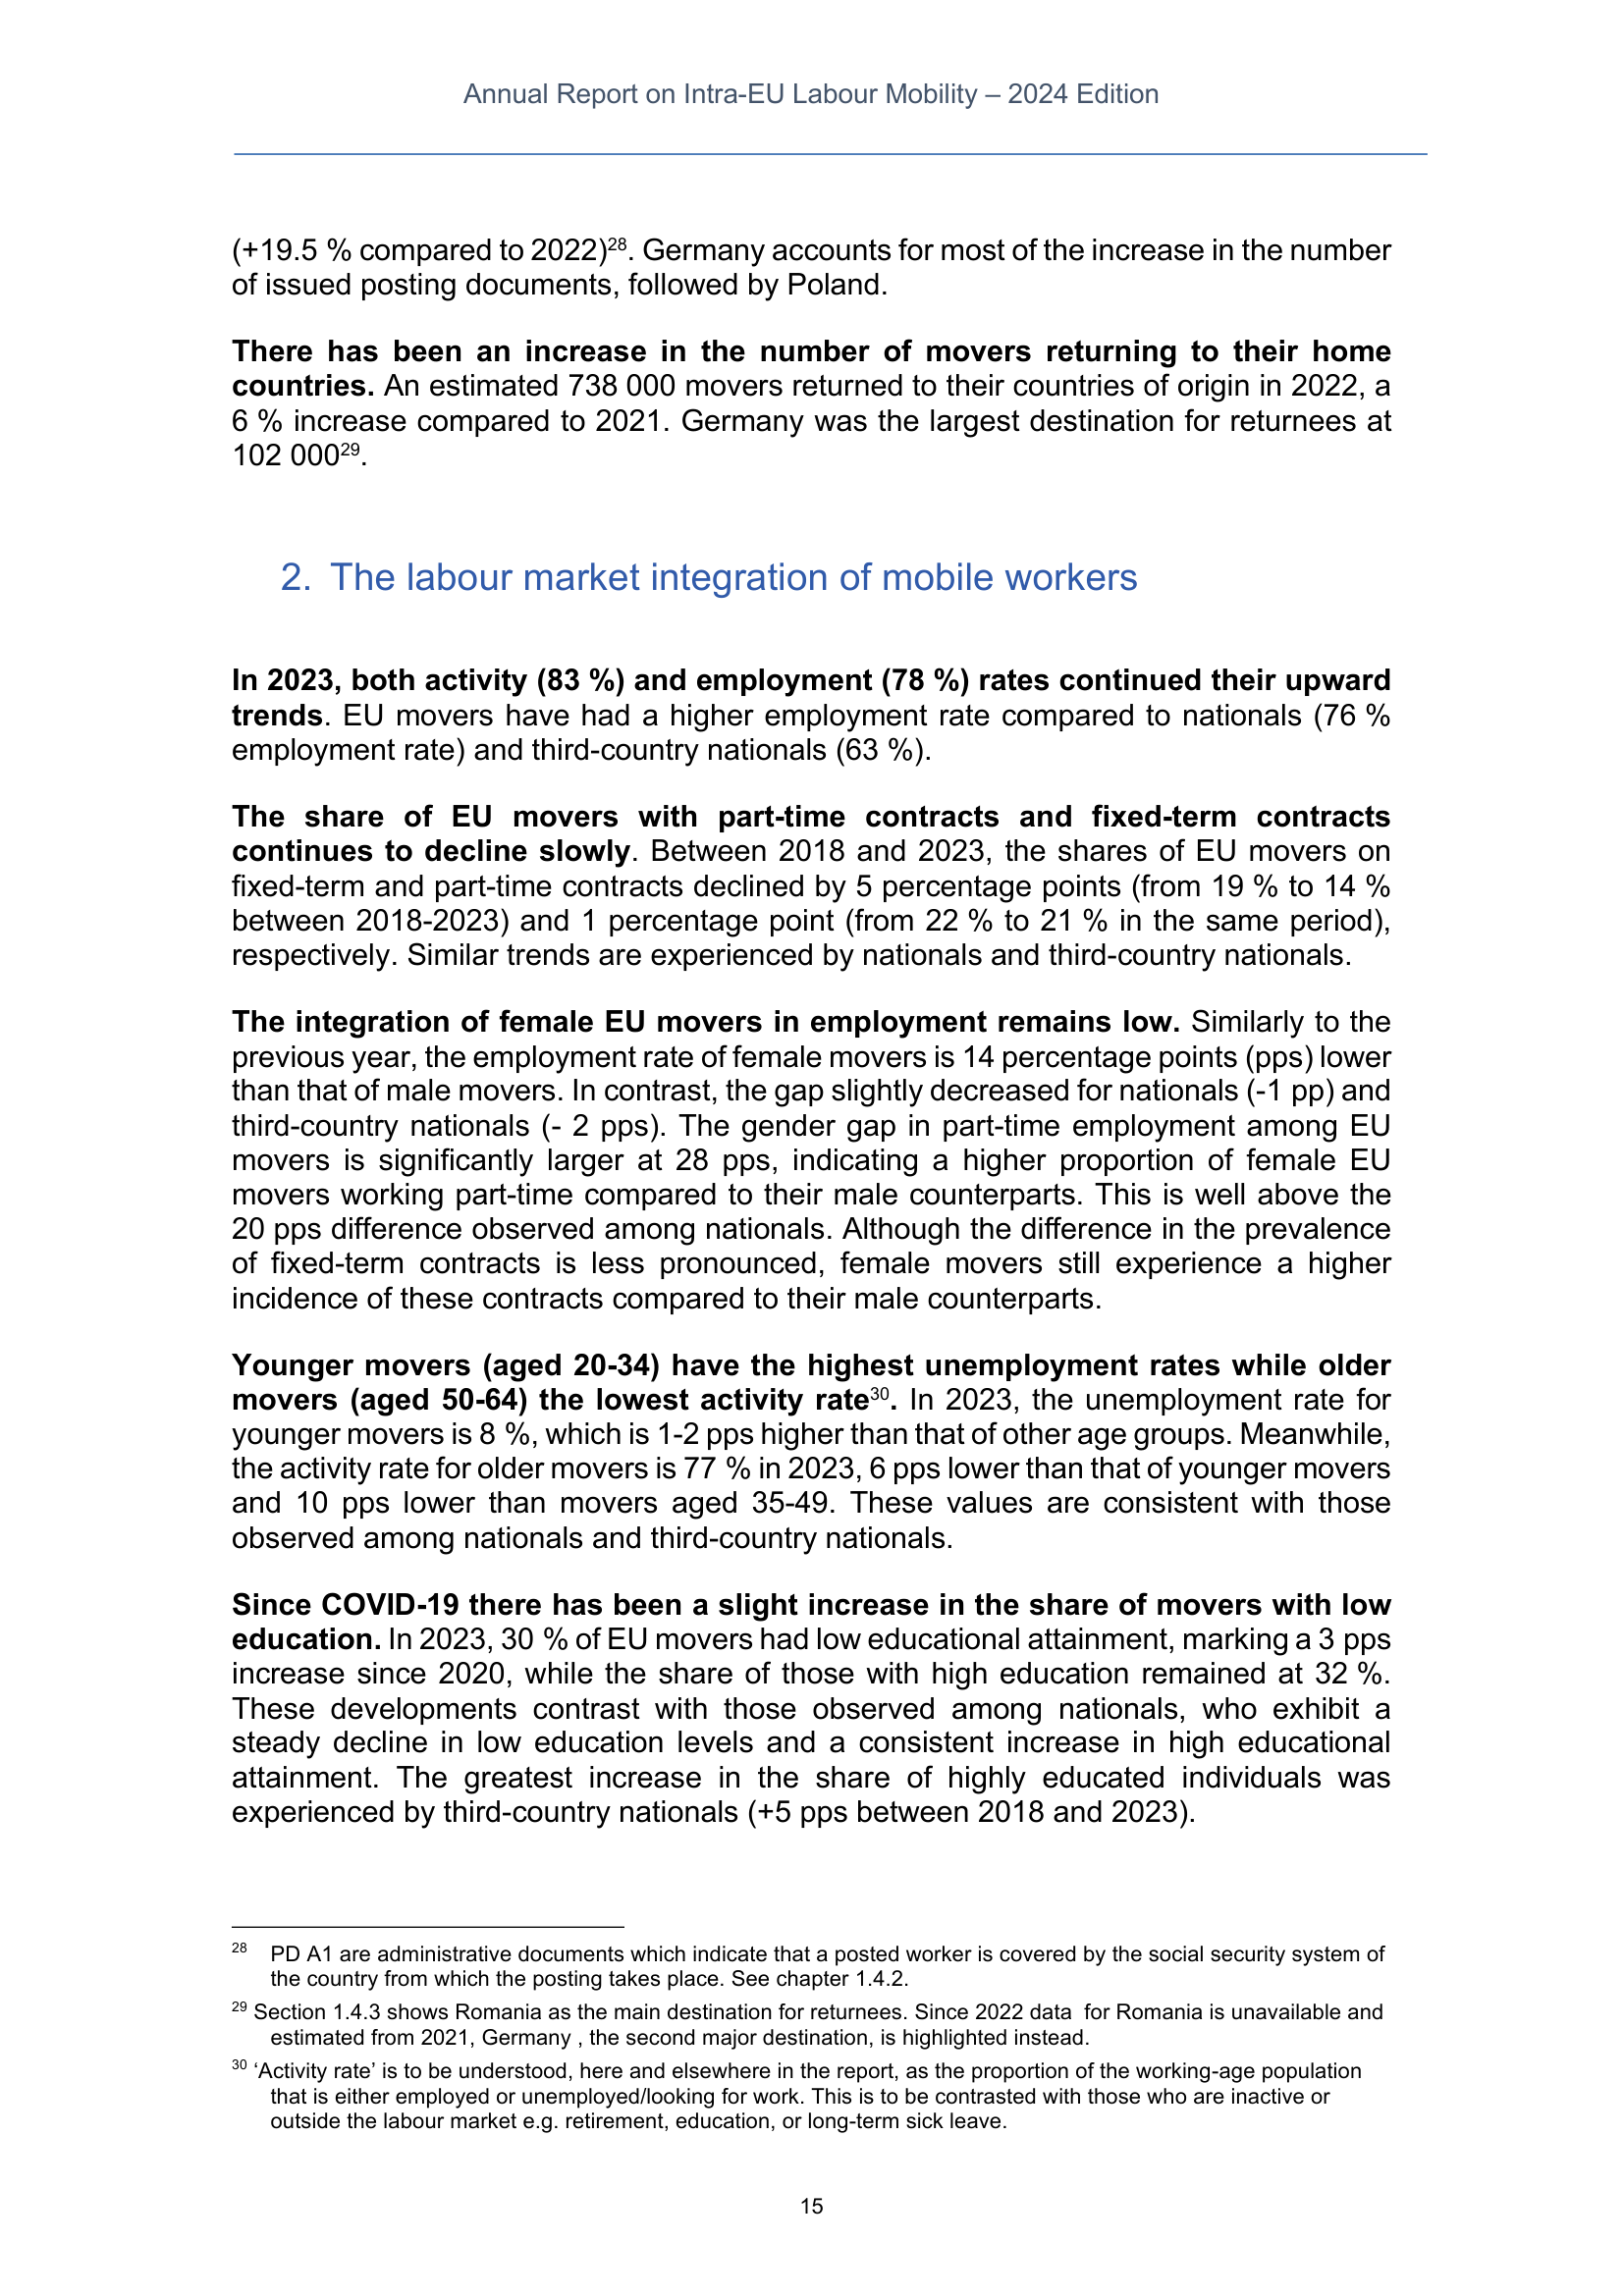 Annual Report on Intra-EU Labour Mobility – 2024 Edition
(+19.5 % compared to 2022)28. Germany accounts for most of the increase in the number
of issued posting documents, followed by Poland.
There has been an increase in the number of movers returning to their home
countries. An estimated 738 000 movers returned to their countries of origin in 2022, a
6 % increase compared to 2021. Germany was the largest destination for returnees at
102 00029.
2. The labour market integration of mobile workers
In 2023, both activity (83 %) and employment (78 %) rates continued their upward
trends. EU movers have had a higher employment rate compared to nationals (76 %
employment rate) and third-country nationals (63 %).
The share of EU movers with part-time contracts and fixed-term contracts
continues to decline slowly. Between 2018 and 2023, the shares of EU movers on
fixed-term and part-time contracts declined by 5 percentage points (from 19 % to 14 %
between 2018-2023) and 1 percentage point (from 22 % to 21 % in the same period),
respectively. Similar trends are experienced by nationals and third-country nationals.
The integration of female EU movers in employment remains low. Similarly to the
previous year, the employment rate of female movers is 14 percentage points (pps) lower
than that of male movers. In contrast, the gap slightly decreased for nationals (-1 pp) and
third-country nationals (- 2 pps). The gender gap in part-time employment among EU
movers is significantly larger at 28 pps, indicating a higher proportion of female EU
movers working part-time compared to their male counterparts. This is well above the
20 pps difference observed among nationals. Although the difference in the prevalence
of fixed-term contracts is less pronounced, female movers still experience a higher
incidence of these contracts compared to their male counterparts.
Younger movers (aged 20-34) have the highest unemployment rates while older
movers (aged 50-64) the lowest activity rate30. In 2023, the unemployment rate for
younger movers is 8 %, which is 1-2 pps higher than that of other age groups. Meanwhile,
the activity rate for older movers is 77 % in 2023, 6 pps lower than that of younger movers
and 10 pps lower than movers aged 35-49. These values are consistent with those
observed among nationals and third-country nationals.
Since COVID-19 there has been a slight increase in the share of movers with low
education. In 2023, 30 % of EU movers had low educational attainment, marking a 3 pps
increase since 2020, while the share of those with high education remained at 32 %.
These developments contrast with those observed among nationals, who exhibit a
steady decline in low education levels and a consistent increase in high educational
attainment. The greatest increase in the share of highly educated individuals was
experienced by third-country nationals (+5 pps between 2018 and 2023).
28 PD A1 are administrative documents which indicate that a posted worker is covered by the social security system of
the country from which the posting takes place. See chapter 1.4.2.
29 Section 1.4.3 shows Romania as the main destination for returnees. Since 2022 data for Romania is unavailable and
estimated from 2021, Germany , the second major destination, is highlighted instead.
30 ‘Activity rate’ is to be understood, here and elsewhere in the report, as the proportion of the working-age population
that is either employed or unemployed/looking for work. This is to be contrasted with those who are inactive or
outside the labour market e.g. retirement, education, or long-term sick leave.
15